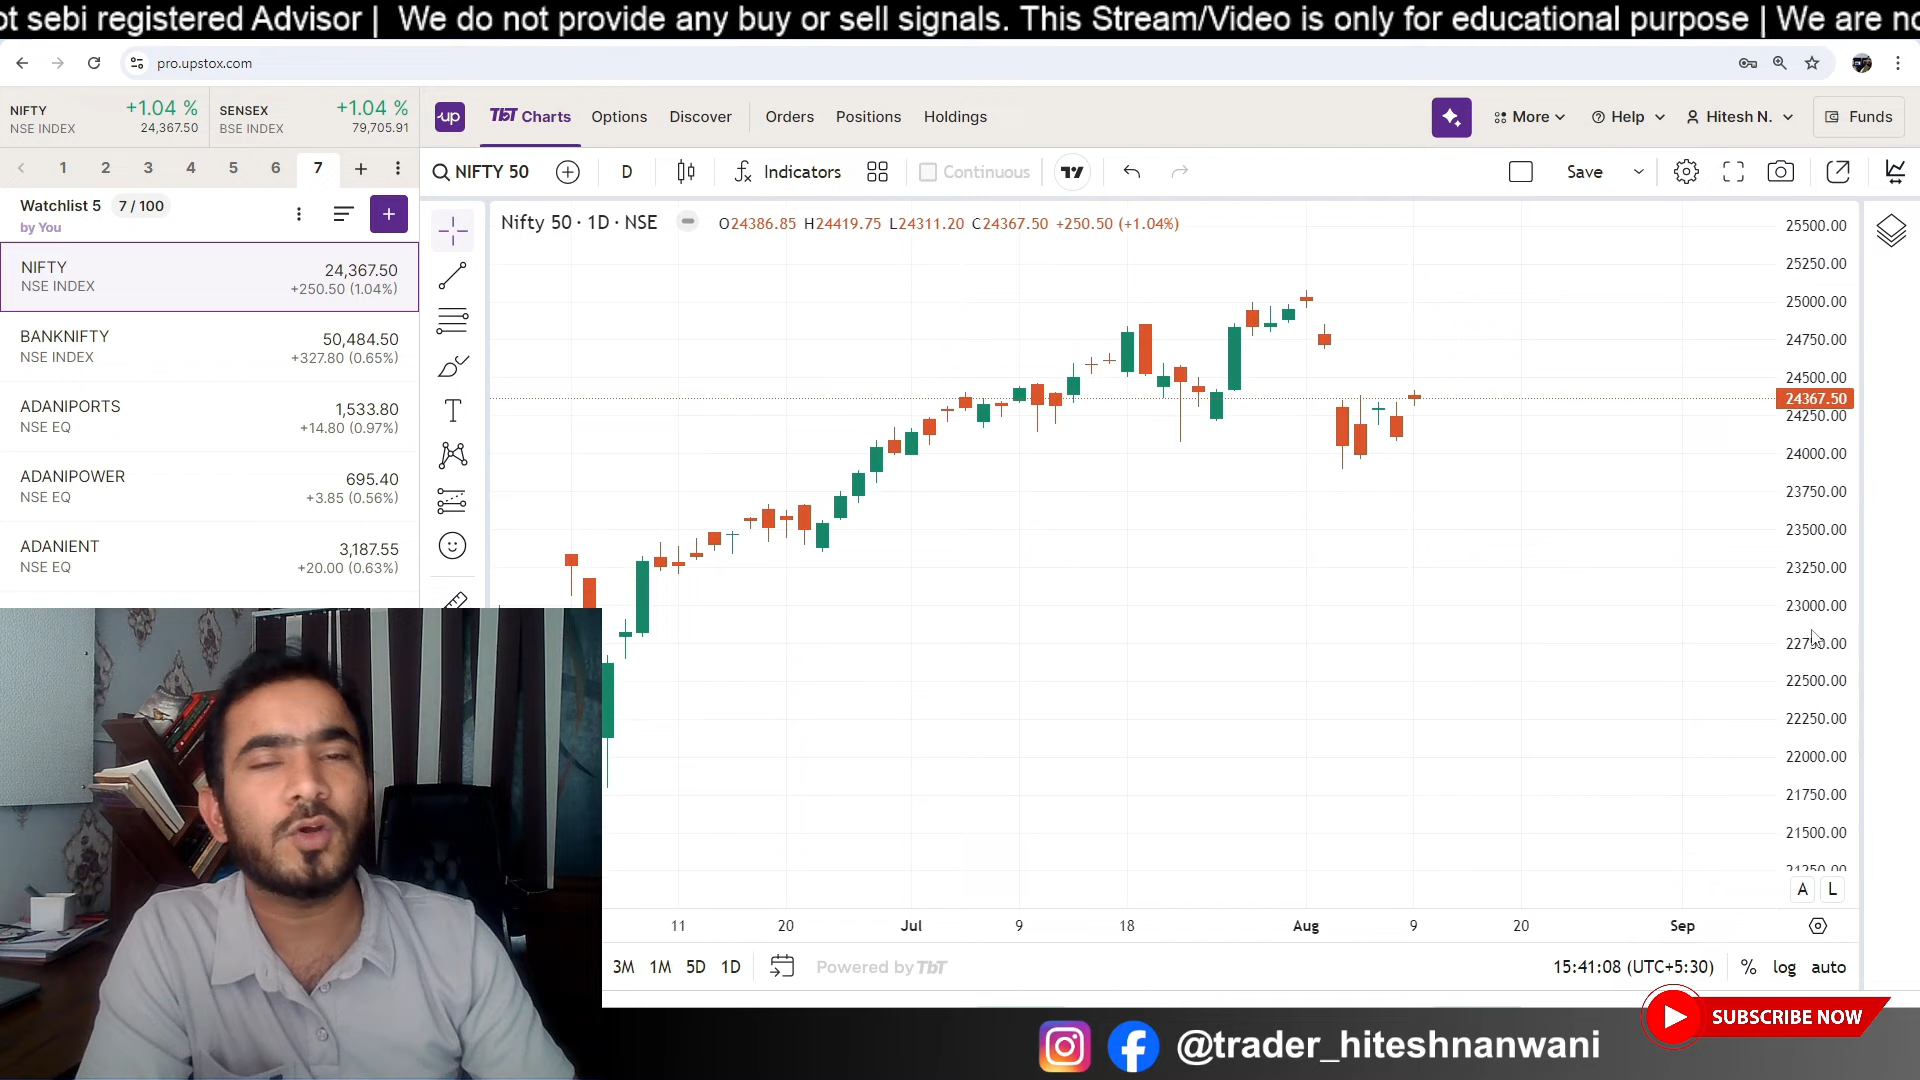 ot sebi registered Advisor | We do not provide any buy or sell signals. This Stream/Video is only for educational purpose | We are no
pro.upstox.com
NIFTY +1.04 %
NSE INDEX 24,367.50
SENSEX +1.04 %
BSE INDEX 79,705.91
up TBT Charts Options Discover Orders Positions Holdings More Help Hitesh N. Funds
1 2 3 4 5 6 7
NIFTY 50 D Indicators Continuous Save
Watchlist 5 7 / 100
by You
Nifty 50 · 1D · NSE O24386.85 H24419.75 L24311.20 C24367.50 +250.50 (+1.04%)
NIFTY 24,367.50
NSE INDEX +250.50 (1.04%)
BANKNIFTY 50,484.50
NSE INDEX +327.80 (0.65%)
ADANIPORTS 1,533.80
NSE EQ +14.80 (0.97%)
ADANIPOWER 695.40
NSE EQ +3.85 (0.56%)
ADANIENT 3,187.55
NSE EQ +20.00 (0.63%)
25500.00
25250.00
25000.00
24750.00
24500.00
24367.50
24250.00
24000.00
23750.00
23500.00
23250.00
23000.00
22750.00
22500.00
22250.00
22000.00
21750.00
21500.00
21250.00
A L
11 20 Jul 9 18 Aug 9 20 Sep
3M 1M 5D 1D Powered by TBT 15:41:08 (UTC+5:30) % log auto
SUBSCRIBE NOW
@trader_hiteshnanwani